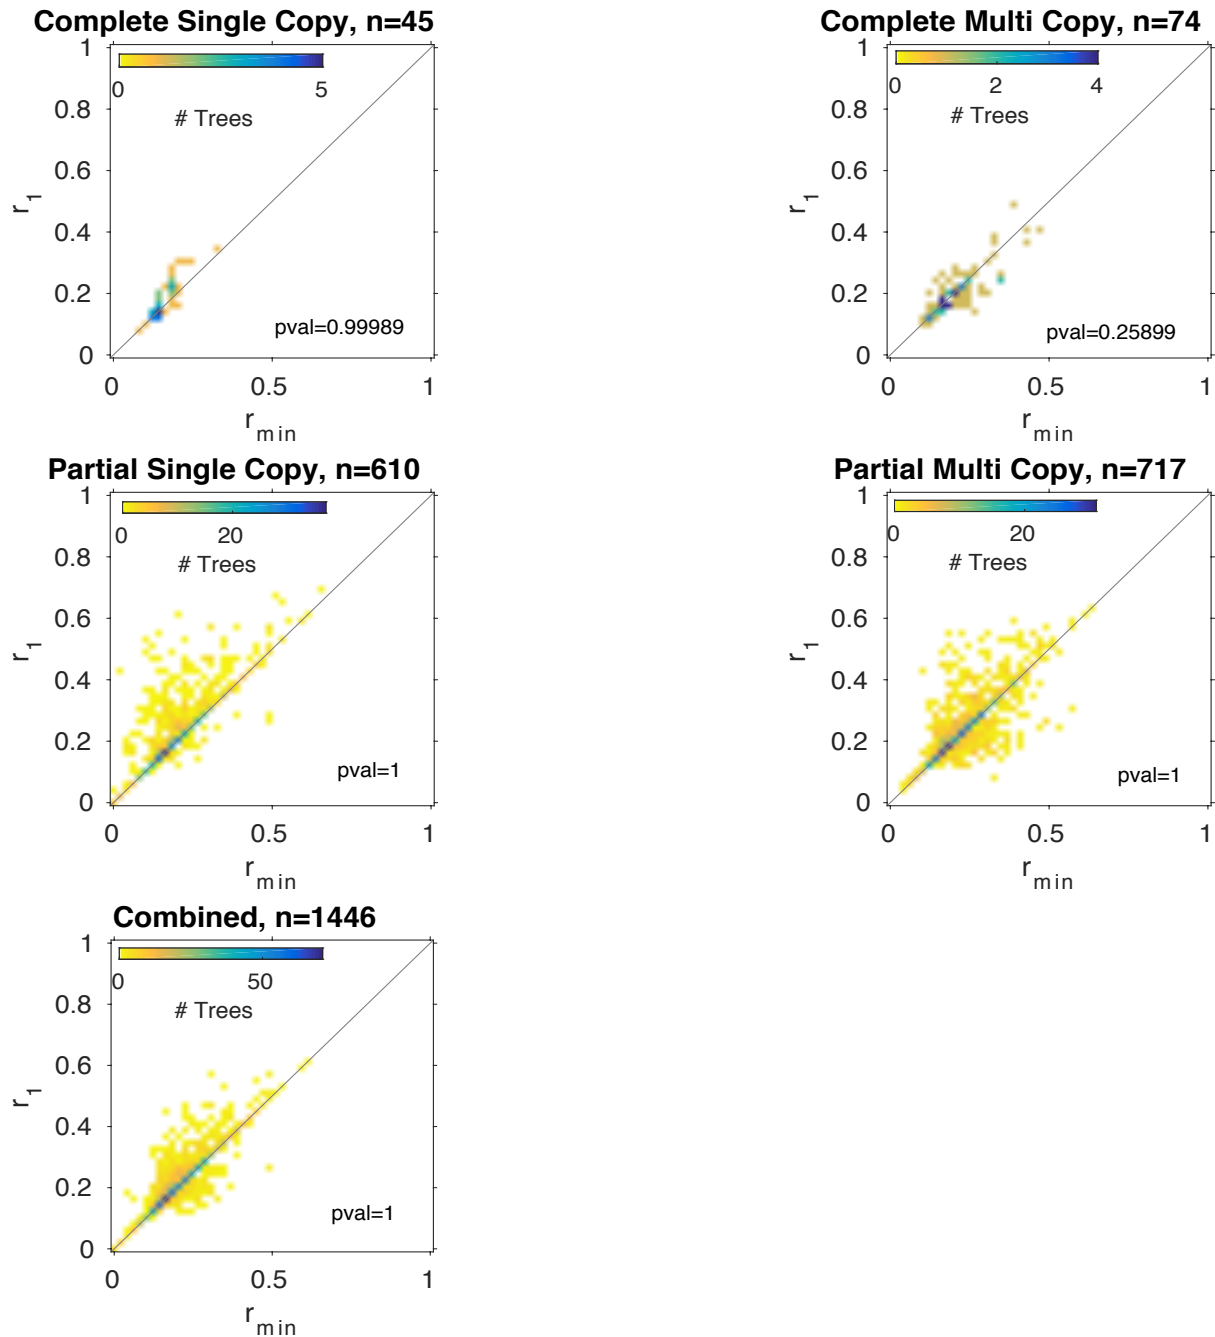 Complete Single Copy, n=45
1
0.8
0.6
0.4
0.2
0
0 5
# Trees
r1
pval=0.99989
0 0.5 1
rmin
Complete Multi Copy, n=74
1
0.8
0.6
0.4
0.2
0
0 2 4
# Trees
r1
pval=0.25899
0 0.5 1
rmin
Partial Single Copy, n=610
1
0.8
0.6
0.4
0.2
0
0 20
# Trees
r1
pval=1
0 0.5 1
rmin
Partial Multi Copy, n=717
1
0.8
0.6
0.4
0.2
0
0 20
# Trees
r1
pval=1
0 0.5 1
rmin
Combined, n=1446
1
0.8
0.6
0.4
0.2
0
0 50
# Trees
r1
pval=1
0 0.5 1
rmin